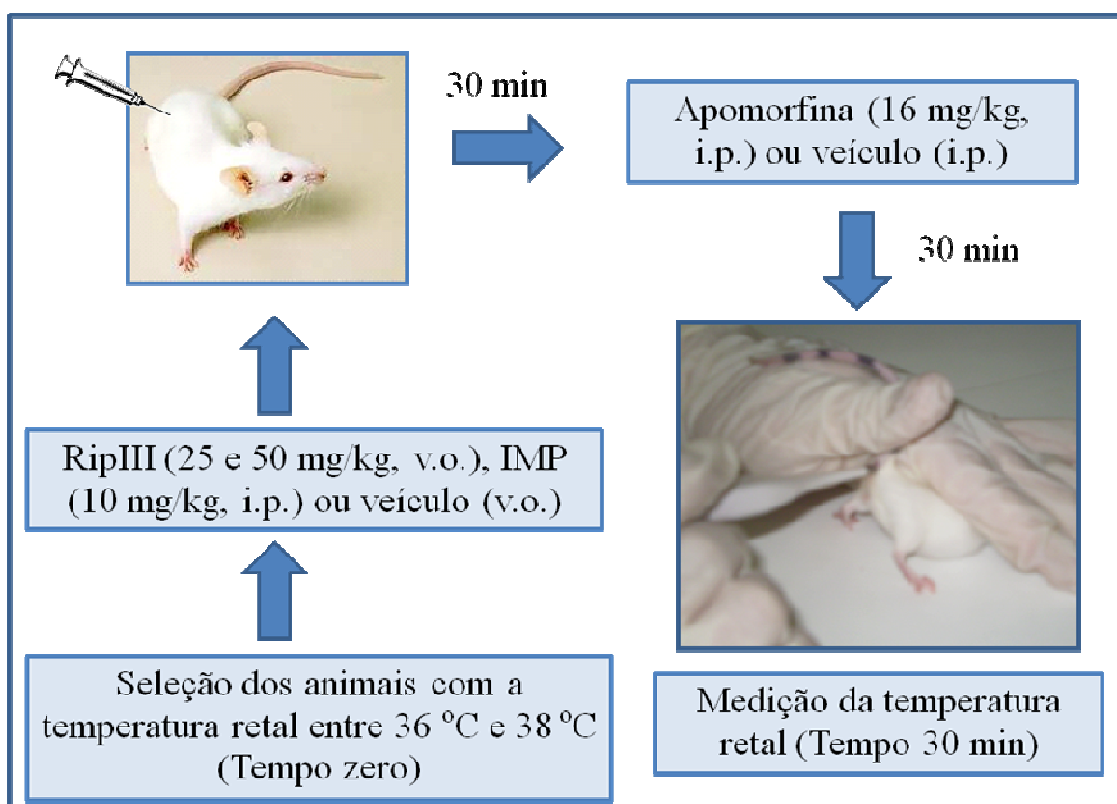 30 min
Apomorfina (16 mg/kg,
i.p.) ou veículo (i.p.)
30 min
RipIII (25 e 50 mg/kg, v.o.), IMP
(10 mg/kg, i.p.) ou veículo (v.o.)
Seleção dos animais com a
temperatura retal entre 36 ºC e 38 ºC
(Tempo zero)
Medição da temperatura
retal (Tempo 30 min)